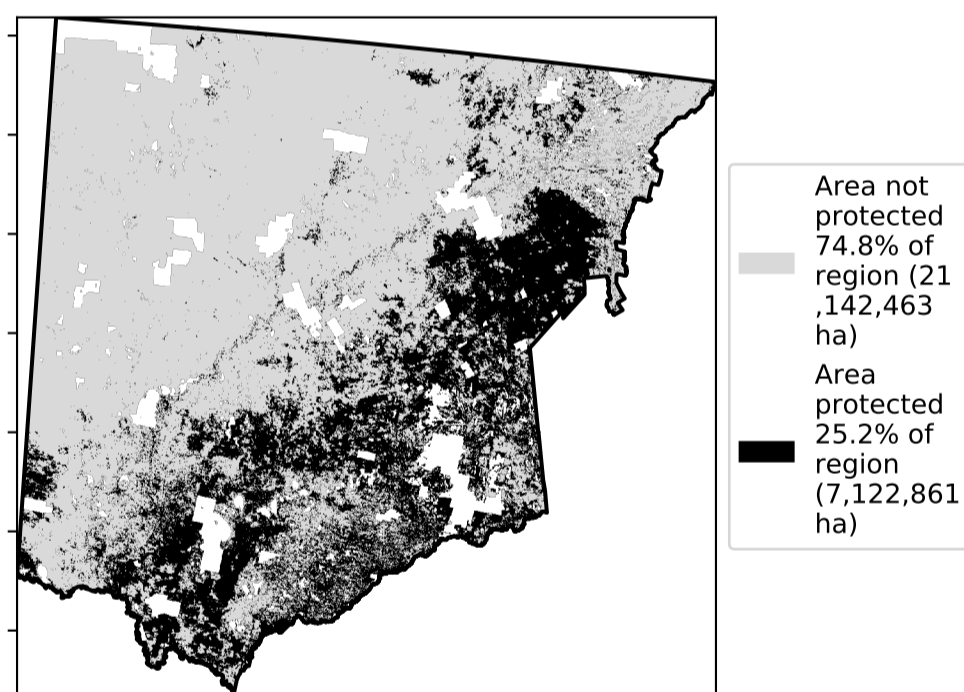 Area not
protected
74.8% of
region (21
,142,463
ha)
Area
protected
25.2% of
region
(7,122,861
ha)